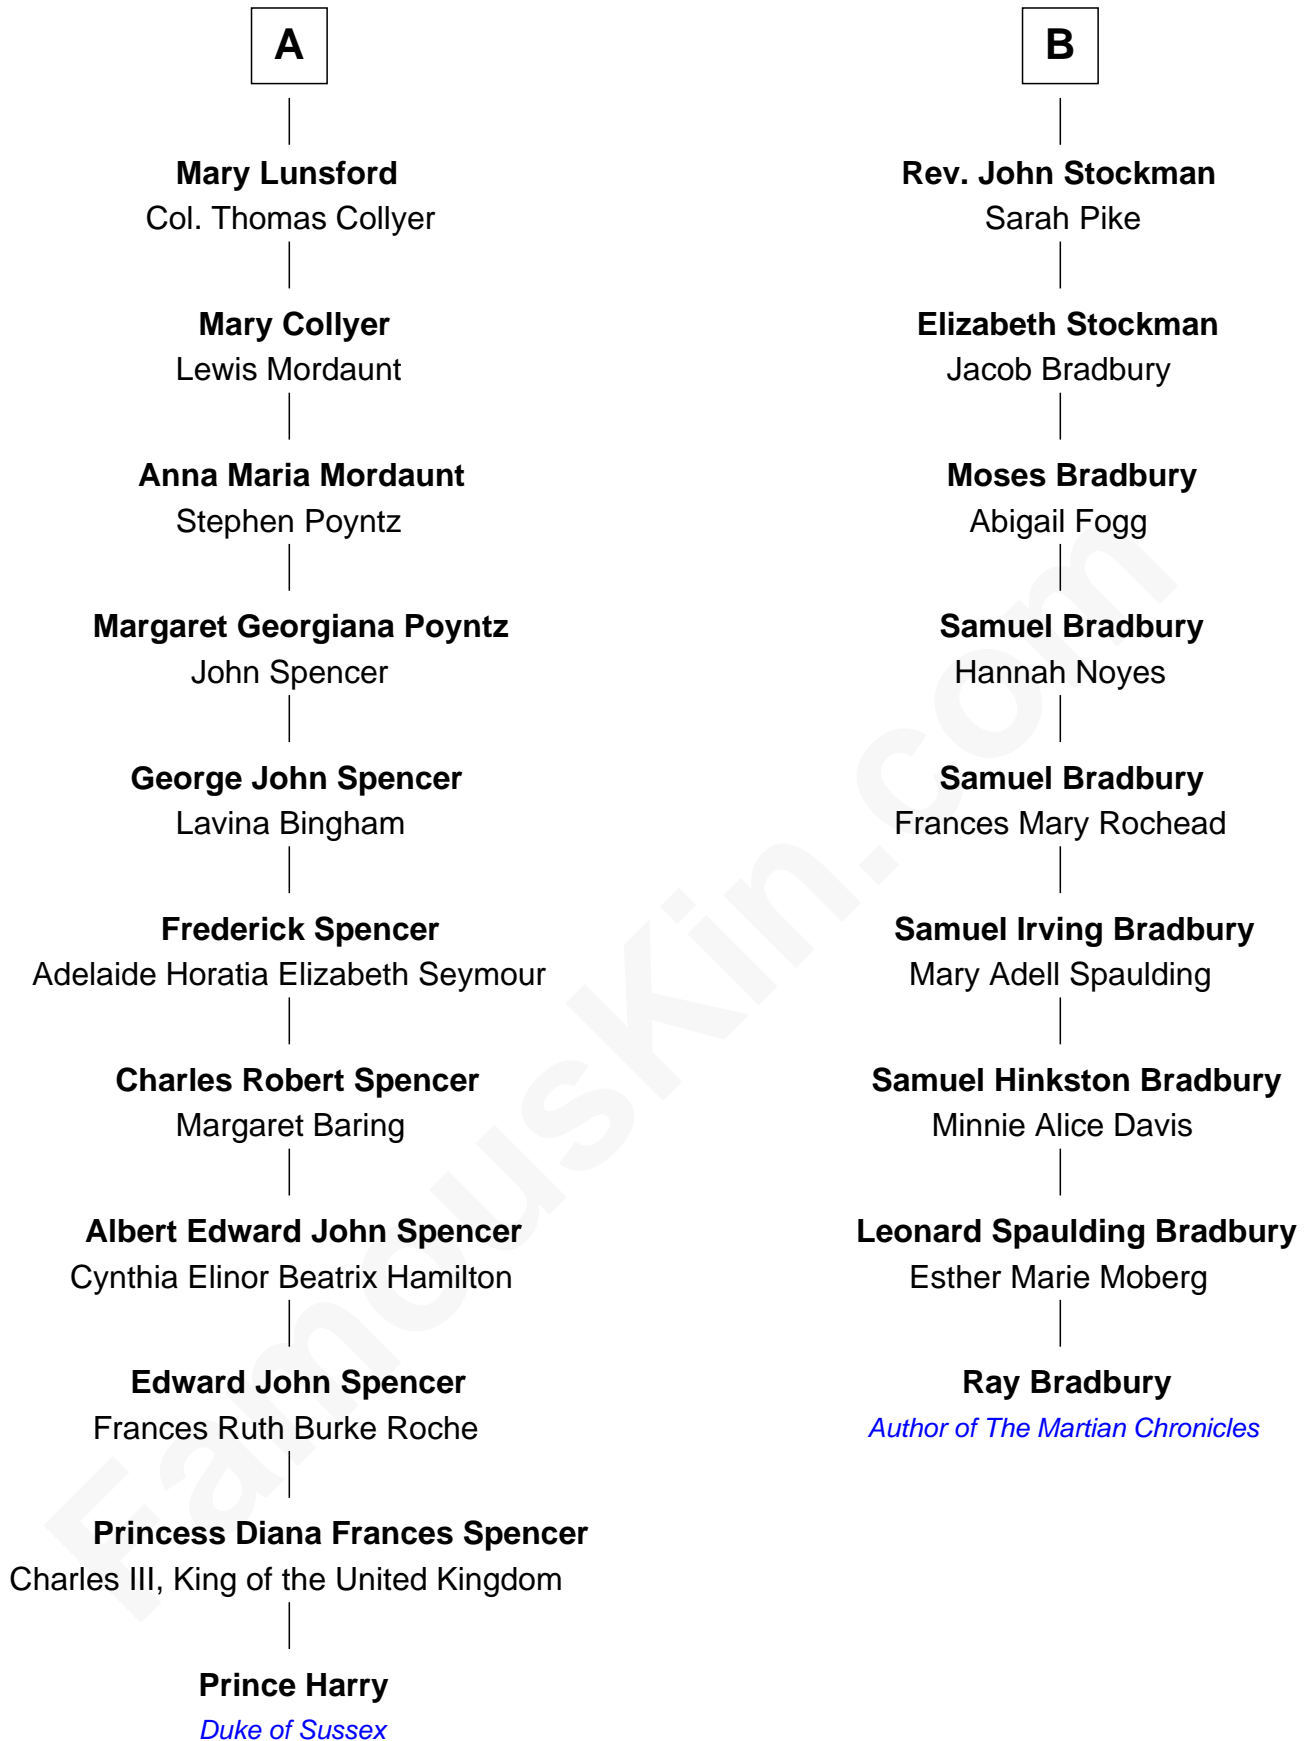 A
Mary Lunsford
Col. Thomas Collyer
Mary Collyer
Lewis Mordaunt
Anna Maria Mordaunt
Stephen Poyntz
Margaret Georgiana Poyntz
John Spencer
George John Spencer
Lavina Bingham
Frederick Spencer
Adelaide Horatia Elizabeth Seymour
Charles Robert Spencer
Margaret Baring
Albert Edward John Spencer
Cynthia Elinor Beatrix Hamilton
Edward John Spencer
Frances Ruth Burke Roche
Princess Diana Frances Spencer
Charles III, King of the United Kingdom
Prince Harry
Duke of Sussex
B
Rev. John Stockman
Sarah Pike
Elizabeth Stockman
Jacob Bradbury
Moses Bradbury
Abigail Fogg
Samuel Bradbury
Hannah Noyes
Samuel Bradbury
Frances Mary Rochead
Samuel Irving Bradbury
Mary Adell Spaulding
Samuel Hinkston Bradbury
Minnie Alice Davis
Leonard Spaulding Bradbury
Esther Marie Moberg
Ray Bradbury
Author of The Martian Chronicles
FamousKin.com